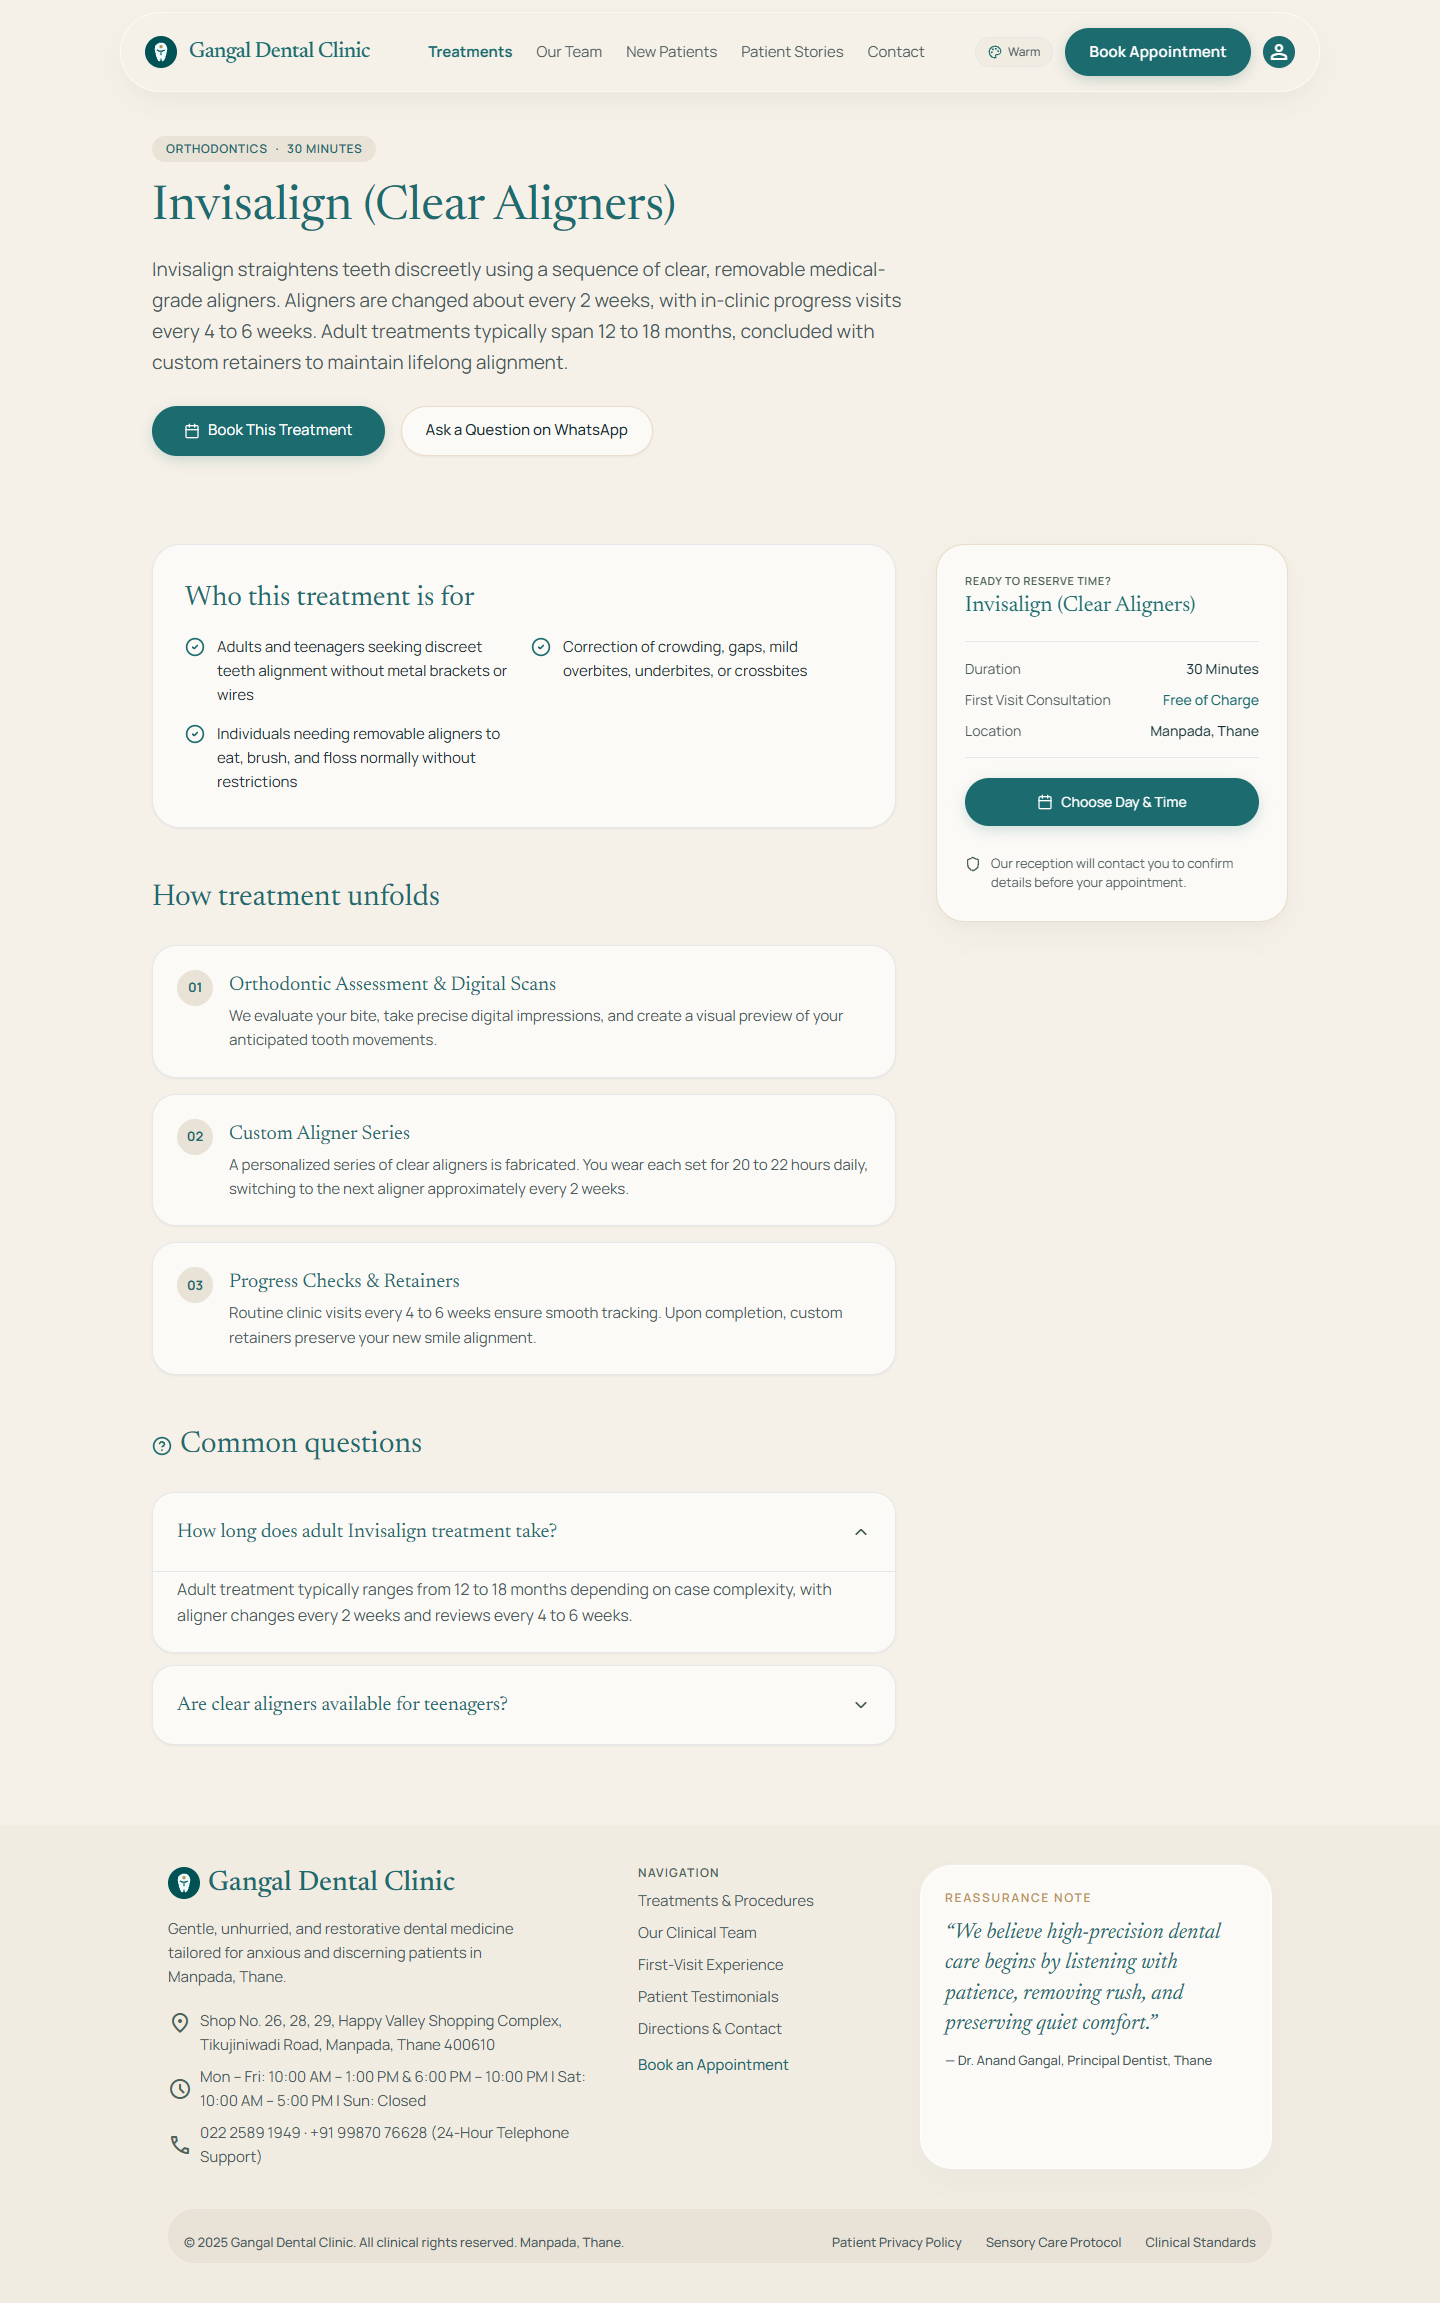 Gangal Dental Clinic
Treatments
Our Team
New Patients
Patient Stories
Contact
Warm
Book Appointment
ORTHODONTICS · 30 MINUTES
Invisalign (Clear Aligners)
Invisalign straightens teeth discreetly using a sequence of clear, removable medical-
grade aligners. Aligners are changed about every 2 weeks, with in-clinic progress visits
every 4 to 6 weeks. Adult treatments typically span 12 to 18 months, concluded with
custom retainers to maintain lifelong alignment.
Book This Treatment
Ask a Question on WhatsApp
Who this treatment is for
Adults and teenagers seeking discreet
teeth alignment without metal brackets or
wires
Correction of crowding, gaps, mild
overbites, underbites, or crossbites
Individuals needing removable aligners to
eat, brush, and floss normally without
restrictions
READY TO RESERVE TIME?
Invisalign (Clear Aligners)
Duration 30 Minutes
First Visit Consultation Free of Charge
Location Manpada, Thane
Choose Day & Time
Our reception will contact you to confirm
details before your appointment.
How treatment unfolds
01
Orthodontic Assessment & Digital Scans
We evaluate your bite, take precise digital impressions, and create a visual preview of your
anticipated tooth movements.
02
Custom Aligner Series
A personalized series of clear aligners is fabricated. You wear each set for 20 to 22 hours daily,
switching to the next aligner approximately every 2 weeks.
03
Progress Checks & Retainers
Routine clinic visits every 4 to 6 weeks ensure smooth tracking. Upon completion, custom
retainers preserve your new smile alignment.
Common questions
How long does adult Invisalign treatment take?
Adult treatment typically ranges from 12 to 18 months depending on case complexity, with
aligner changes every 2 weeks and reviews every 4 to 6 weeks.
Are clear aligners available for teenagers?
Gangal Dental Clinic
Gentle, unhurried, and restorative dental medicine
tailored for anxious and discerning patients in
Manpada, Thane.
Shop No. 26, 28, 29, Happy Valley Shopping Complex,
Tikujiniwadi Road, Manpada, Thane 400610
Mon – Fri: 10:00 AM – 1:00 PM & 6:00 PM – 10:00 PM | Sat:
10:00 AM – 5:00 PM | Sun: Closed
022 2589 1949 · +91 99870 76628 (24-Hour Telephone
Support)
NAVIGATION
Treatments & Procedures
Our Clinical Team
First-Visit Experience
Patient Testimonials
Directions & Contact
Book an Appointment
REASSURANCE NOTE
“We believe high-precision dental
care begins by listening with
patience, removing rush, and
preserving quiet comfort.”
— Dr. Anand Gangal, Principal Dentist, Thane
© 2025 Gangal Dental Clinic. All clinical rights reserved. Manpada, Thane.
Patient Privacy Policy
Sensory Care Protocol
Clinical Standards